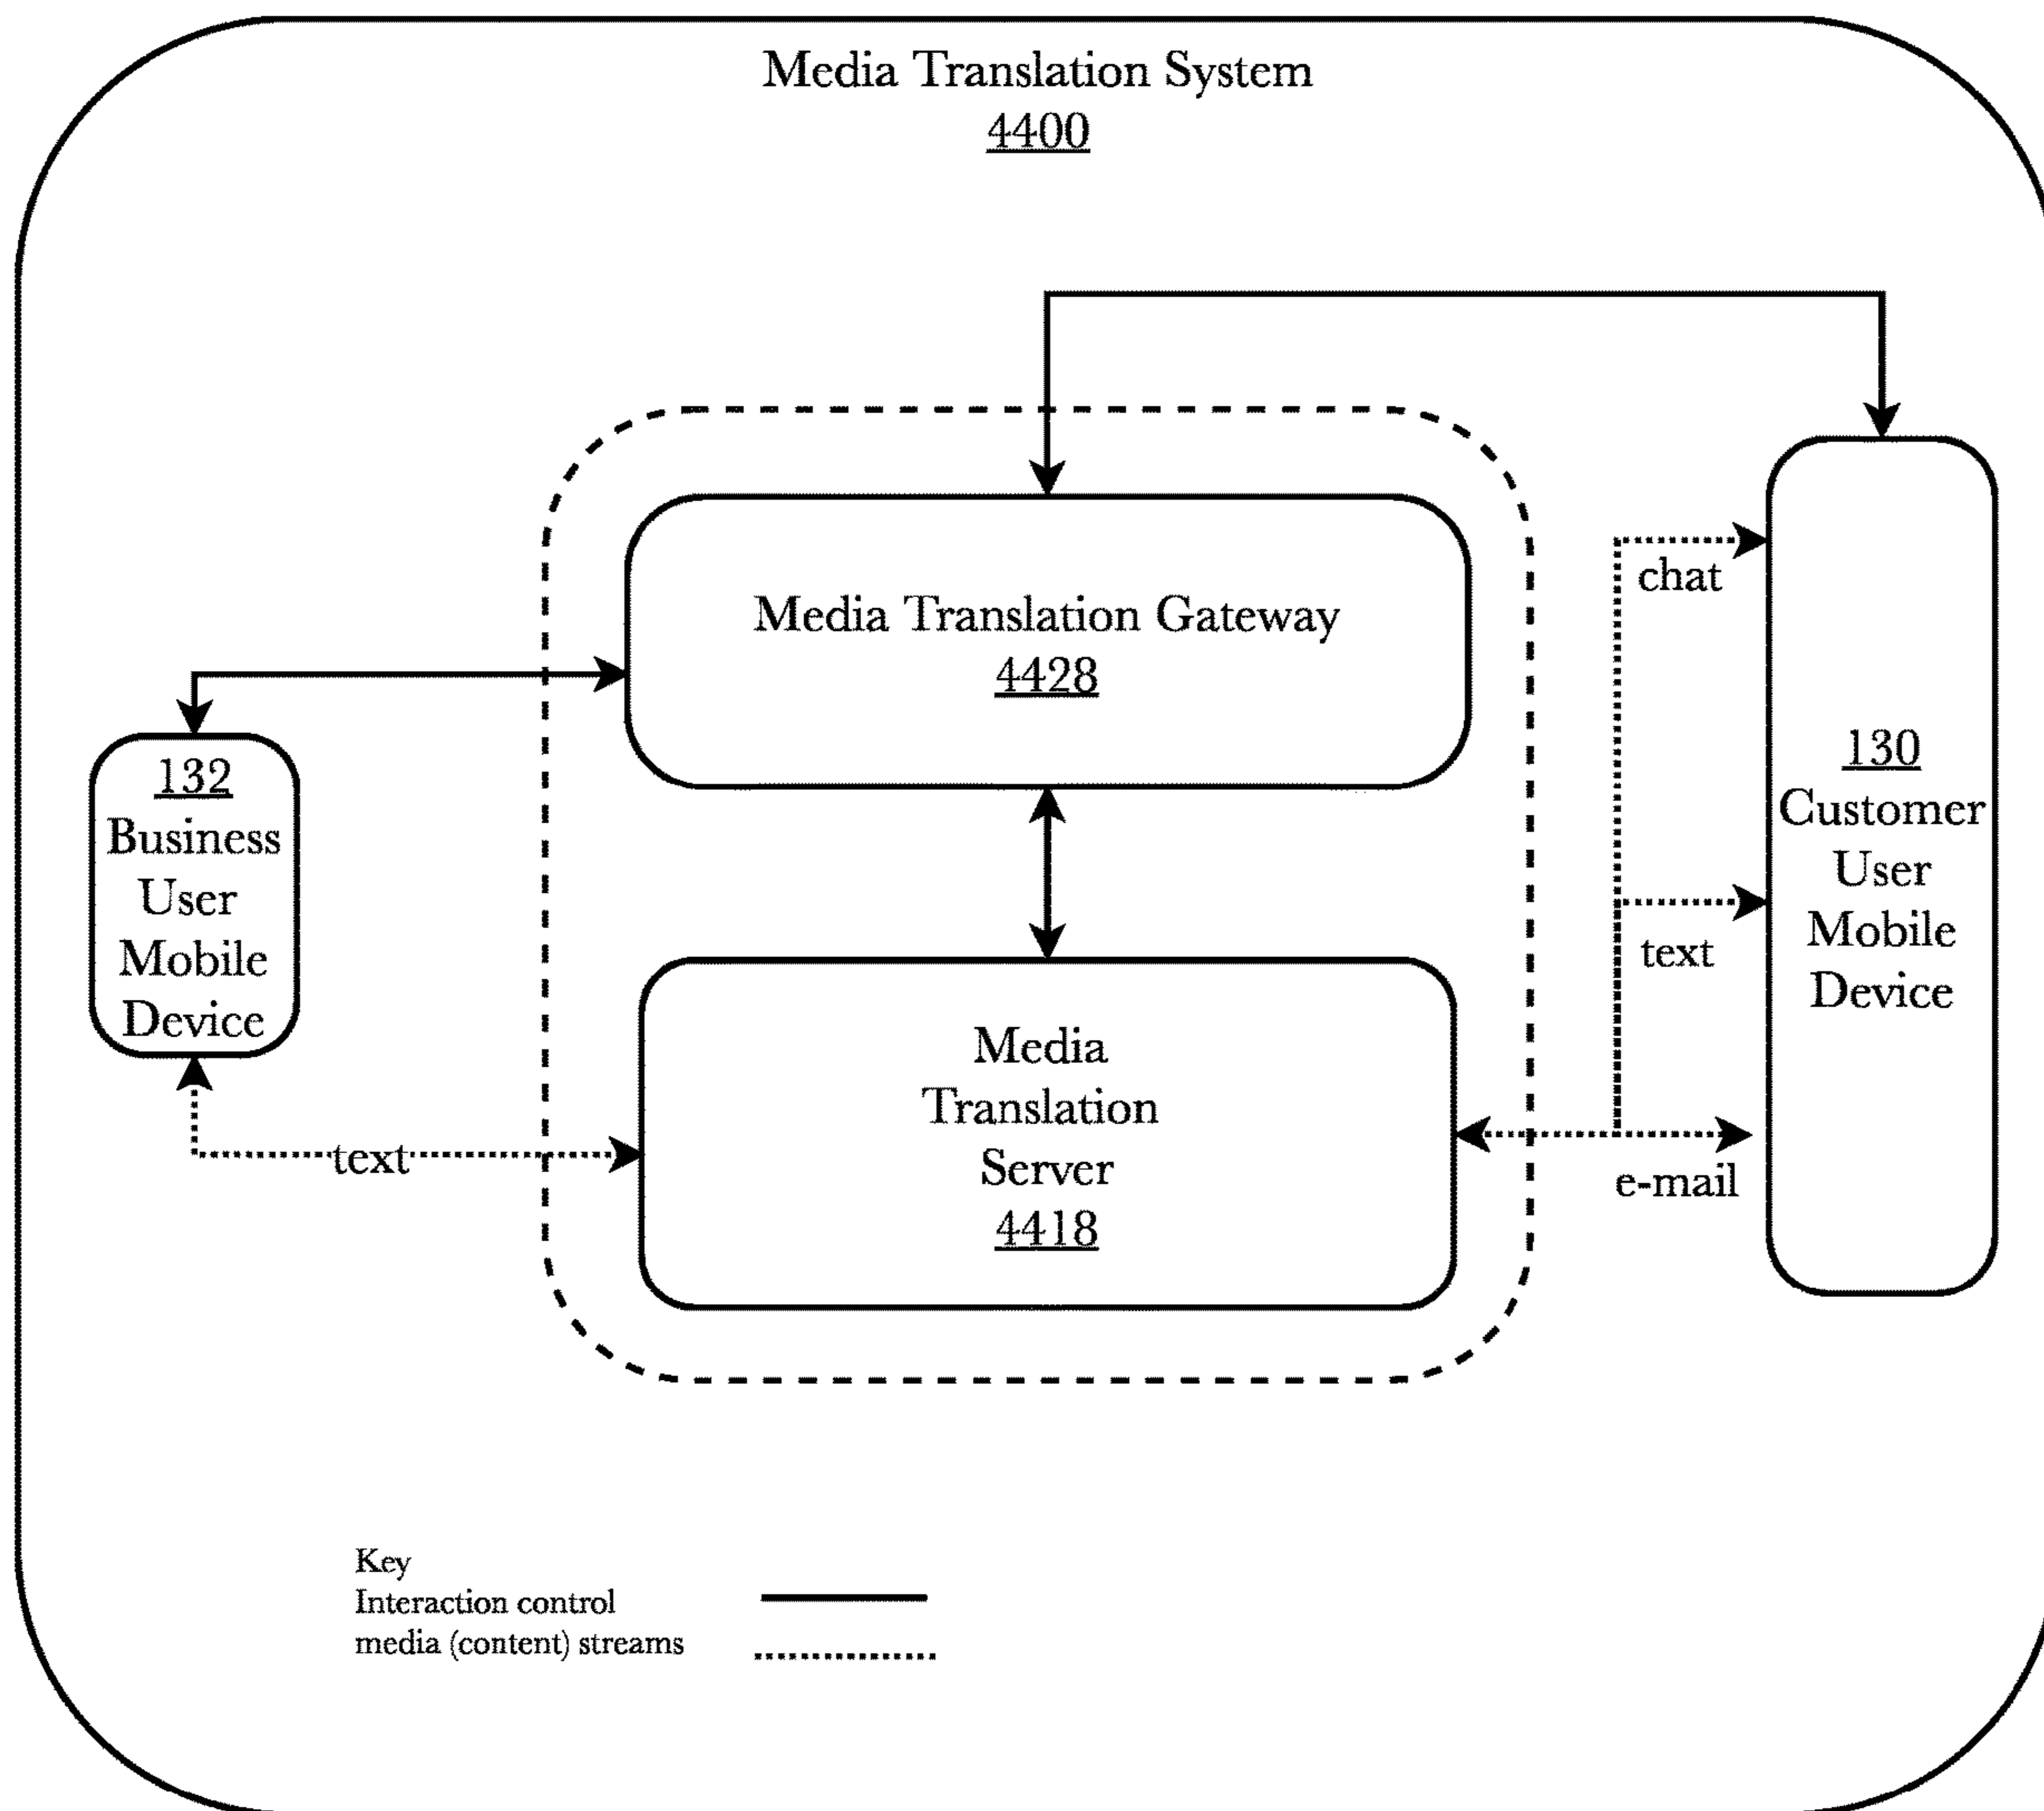 Media Translation System
4400
Media Translation Gateway
4428
132
Business
User
Mobile
Device
text
Media
Translation
Server
4418
chat
text
e-mail
130
Customer
User
Mobile
Device
Key
Interaction control
media (content) streams